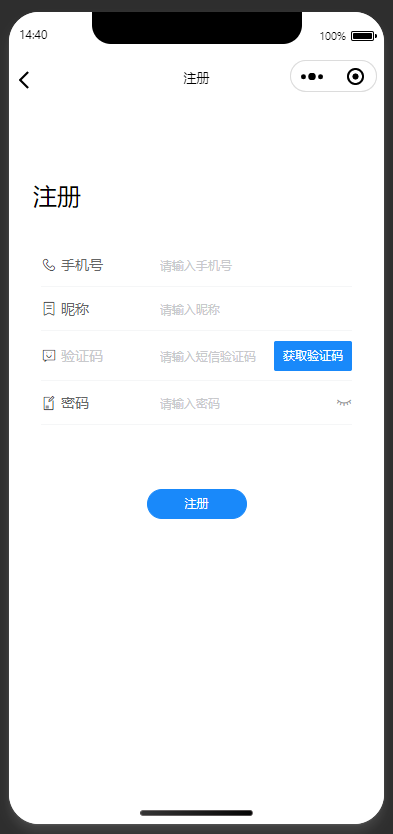 14:40 100%
注册
注册
手机号 请输入手机号
昵称 请输入昵称
验证码 请输入短信验证码 获取验证码
密码 请输入密码
注册